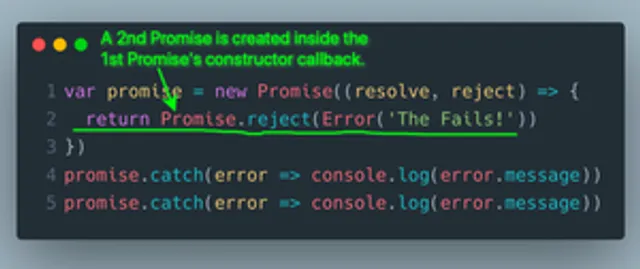 A 2nd Promise is created inside the
1st Promise's constructor callback.
1 var promise = new Promise((resolve, reject) => {
2   return Promise.reject(Error('The Fails!'))
3 })
4 promise.catch(error => console.log(error.message))
5 promise.catch(error => console.log(error.message))